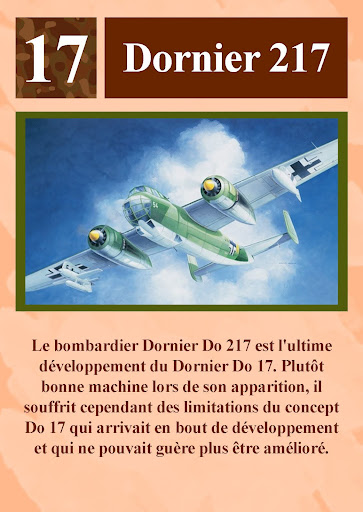 17
Dornier 217
Le bombardier Dornier Do 217 est l'ultime
développement du Dornier Do 17. Plutôt
bonne machine lors de son apparition, il
souffrit cependant des limitations du concept
Do 17 qui arrivait en bout de développement
et qui ne pouvait guère plus être amélioré.